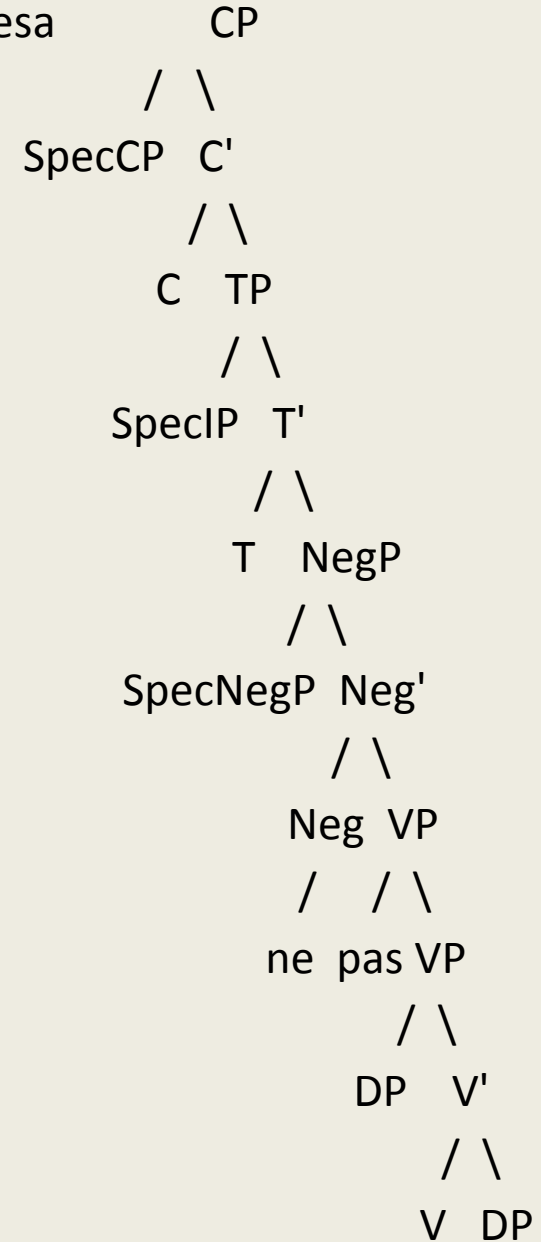 esa CP
/ \
SpecCP C'
/ \
C TP
/ \
SpecIP T'
/ \
T NegP
/ \
SpecNegP Neg'
/ \
Neg VP
/ / \
ne pas VP
/ \
DP V'
/ \
V DP